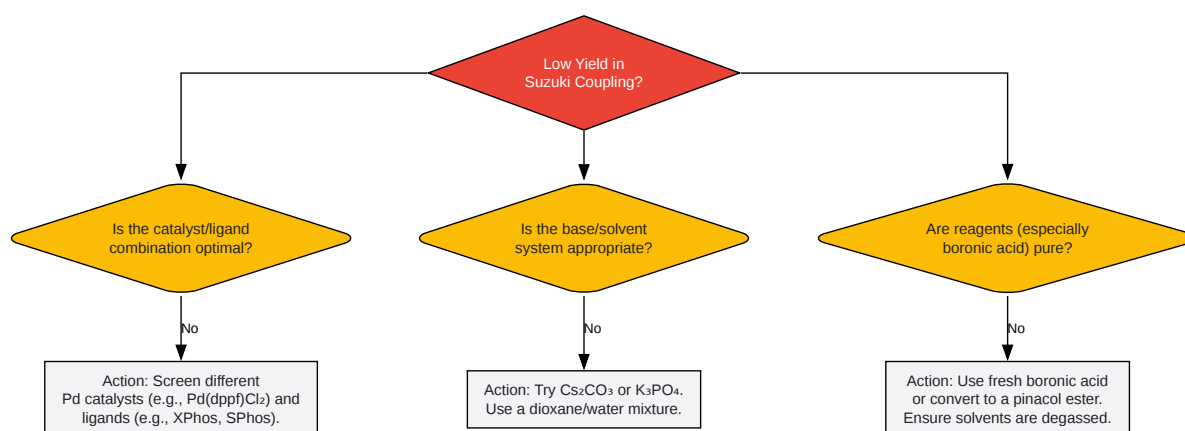 Low Yield in
Suzuki Coupling?
Is the catalyst/ligand
combination optimal?
Is the base/solvent
system appropriate?
Are reagents (especially
boronic acid) pure?
No
No
No
Action: Screen different
Pd catalysts (e.g., Pd(dppf)Cl₂) and
ligands (e.g., XPhos, SPhos).
Action: Try Cs₂CO₃ or K₃PO₄.
Use a dioxane/water mixture.
Action: Use fresh boronic acid
or convert to a pinacol ester.
Ensure solvents are degassed.